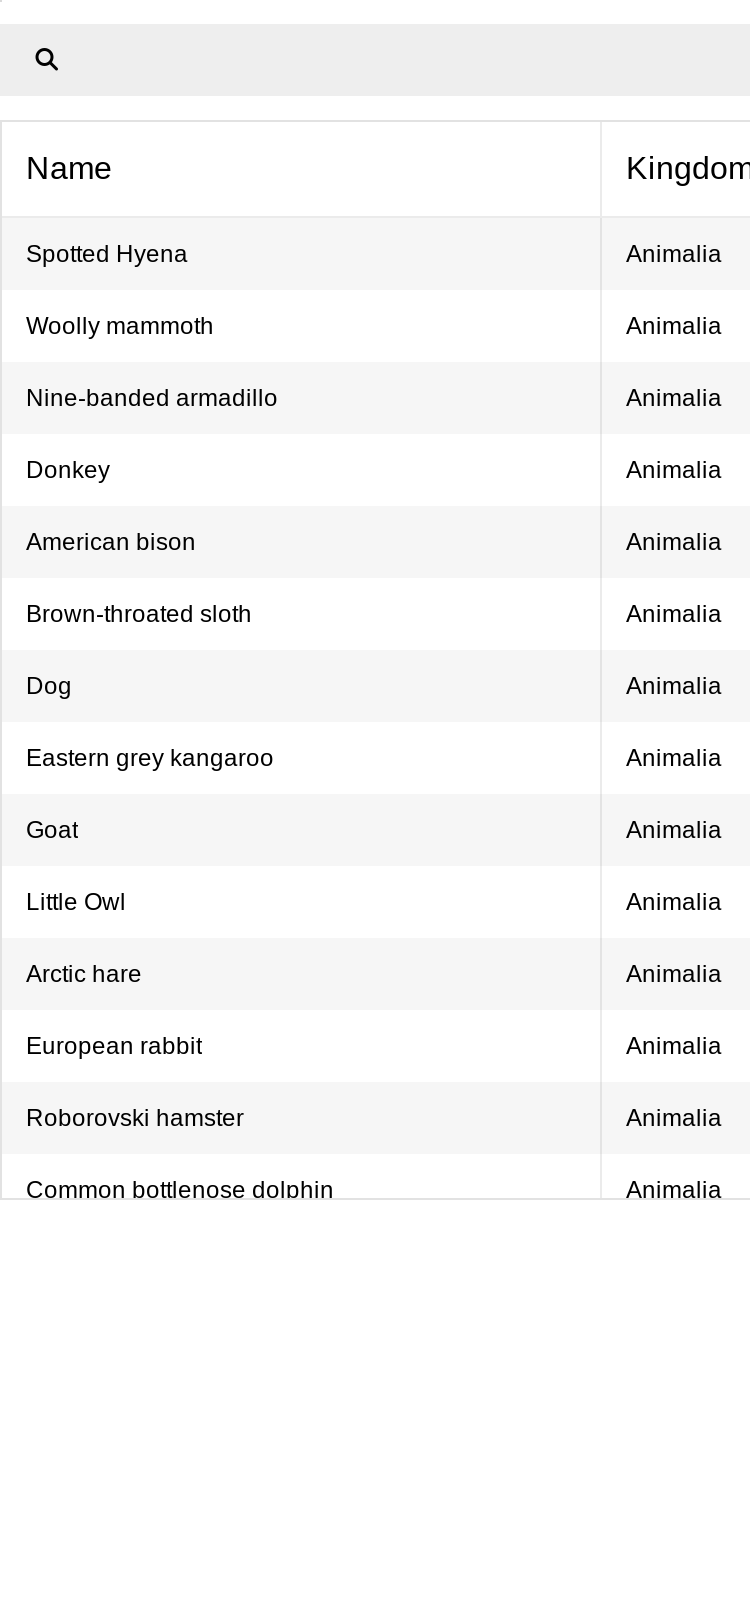 Name Kingdom
Spotted Hyena Animalia
Woolly mammoth Animalia
Nine-banded armadillo Animalia
Donkey Animalia
American bison Animalia
Brown-throated sloth Animalia
Dog Animalia
Eastern grey kangaroo Animalia
Goat Animalia
Little Owl Animalia
Arctic hare Animalia
European rabbit Animalia
Roborovski hamster Animalia
Common bottlenose dolphin Animalia